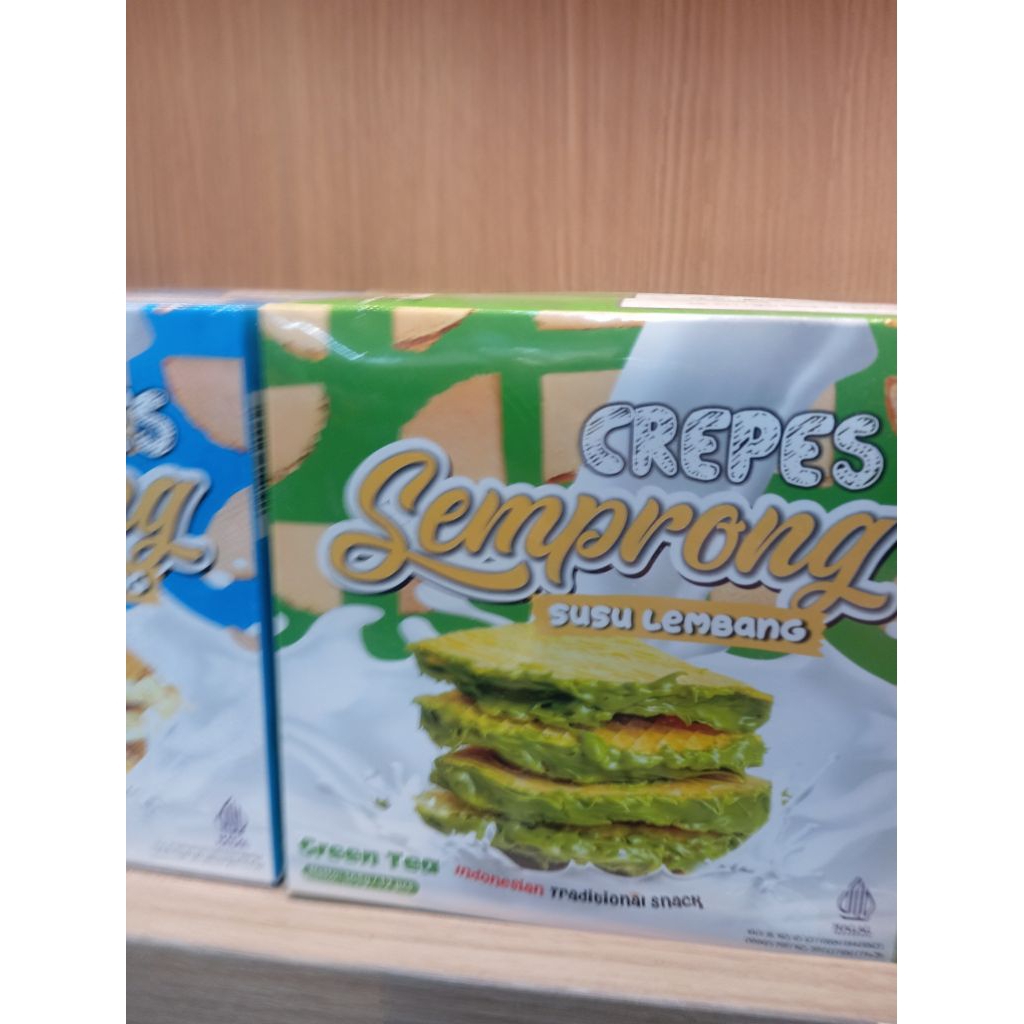 CREPES
Semprong
SUSU LEMBANG
Green Tea
Indonesian Traditional Snack